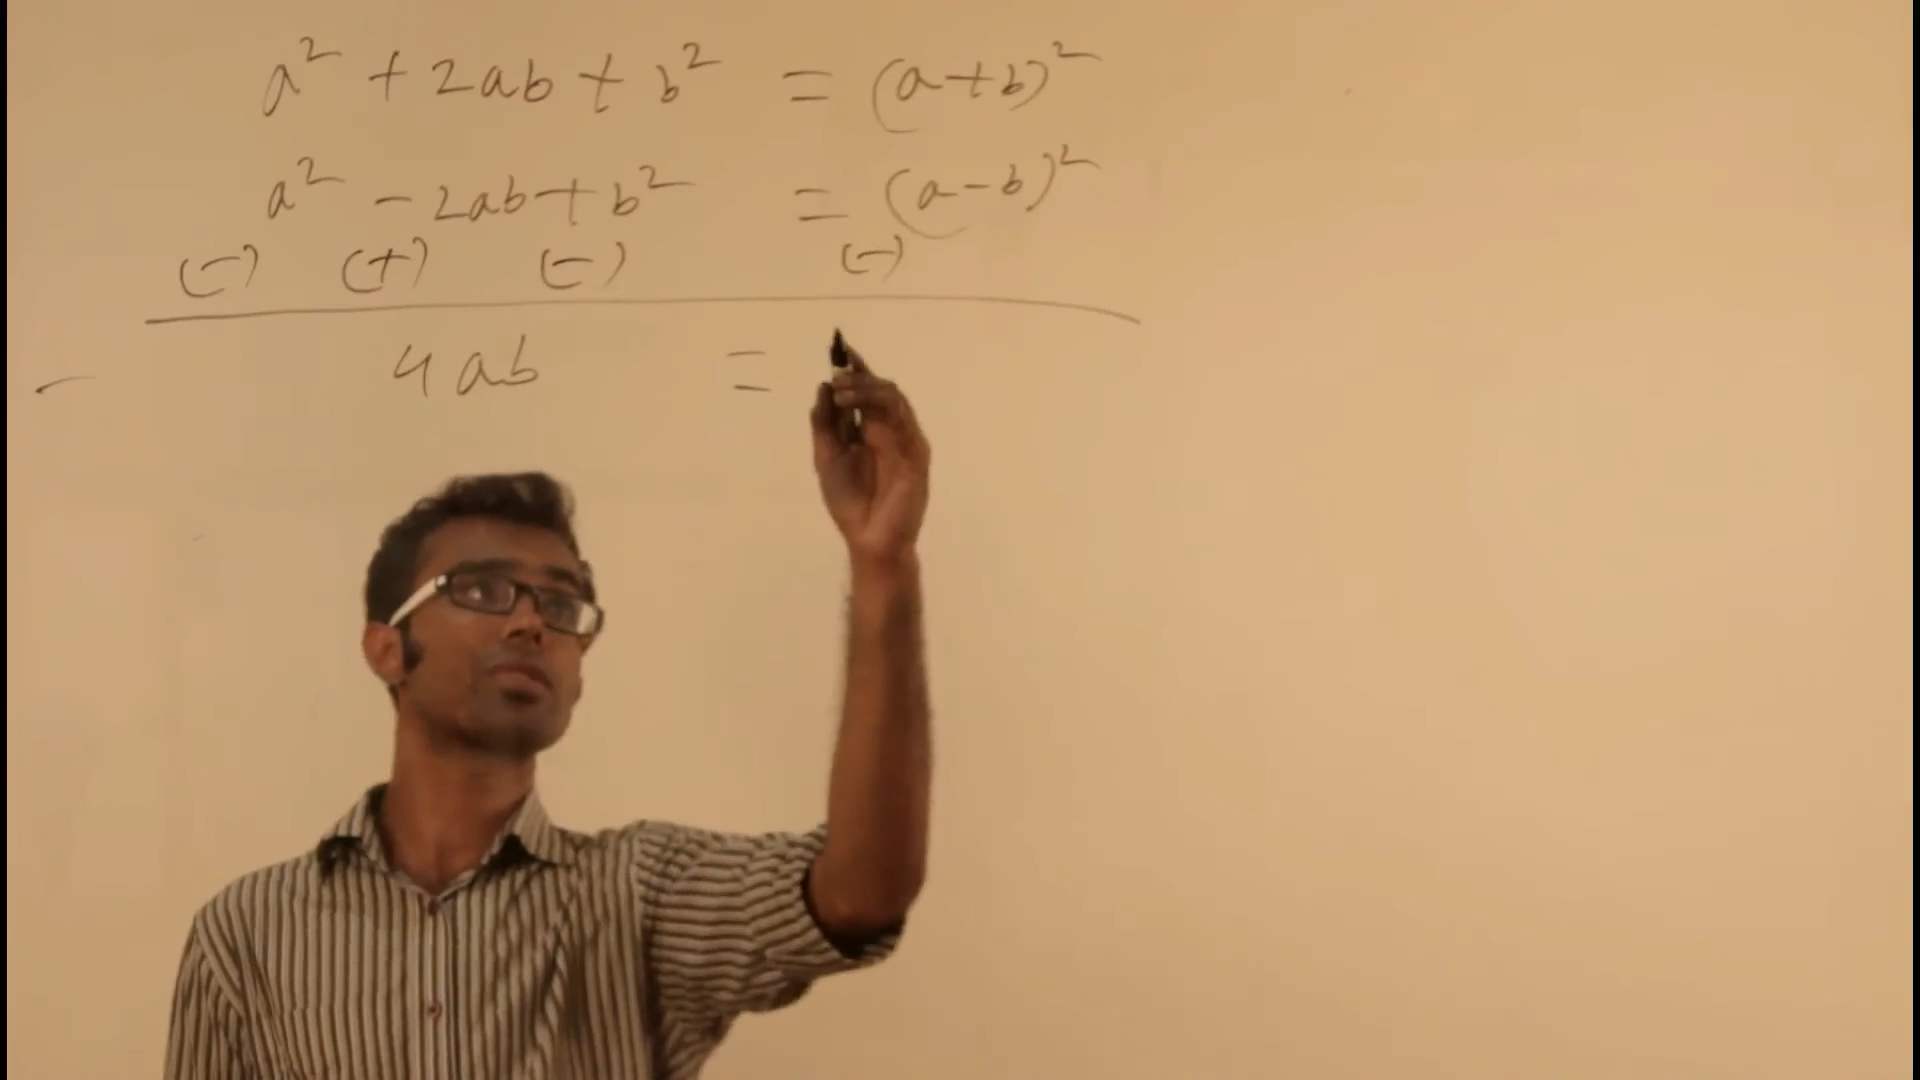 a² + 2ab + b² = (a+b)²
a² - 2ab + b² = (a-b)²
(-) (+) (-) (-)
4ab =